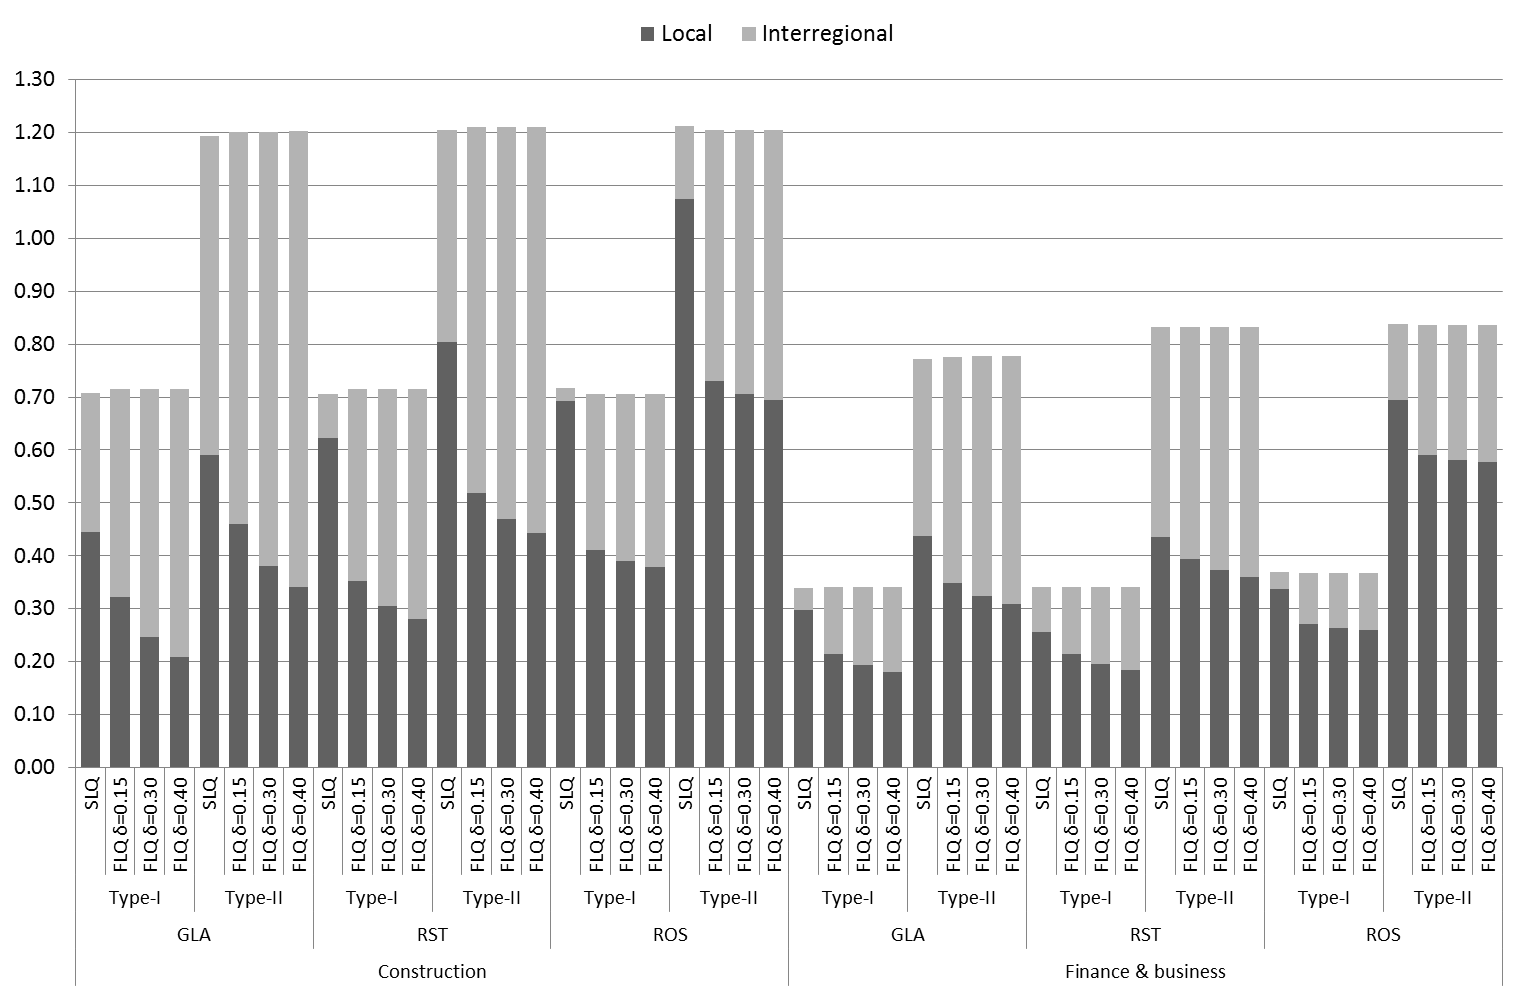 Local Interregional
1.30
1.20
1.10
1.00
0.90
0.80
0.70
0.60
0.50
0.40
0.30
0.20
0.10
0.00
SLQ
FLQ δ=0.15
FLQ δ=0.30
FLQ δ=0.40
SLQ
FLQ δ=0.15
FLQ δ=0.30
FLQ δ=0.40
SLQ
FLQ δ=0.15
FLQ δ=0.30
FLQ δ=0.40
SLQ
FLQ δ=0.15
FLQ δ=0.30
FLQ δ=0.40
SLQ
FLQ δ=0.15
FLQ δ=0.30
FLQ δ=0.40
SLQ
FLQ δ=0.15
FLQ δ=0.30
FLQ δ=0.40
SLQ
FLQ δ=0.15
FLQ δ=0.30
FLQ δ=0.40
SLQ
FLQ δ=0.15
FLQ δ=0.30
FLQ δ=0.40
SLQ
FLQ δ=0.15
FLQ δ=0.30
FLQ δ=0.40
SLQ
FLQ δ=0.15
FLQ δ=0.30
FLQ δ=0.40
SLQ
FLQ δ=0.15
FLQ δ=0.30
FLQ δ=0.40
SLQ
FLQ δ=0.15
FLQ δ=0.30
FLQ δ=0.40
Type-I Type-II Type-I Type-II Type-I Type-II Type-I Type-II Type-I Type-II Type-I Type-II
GLA RST ROS GLA RST ROS
Construction Finance & business